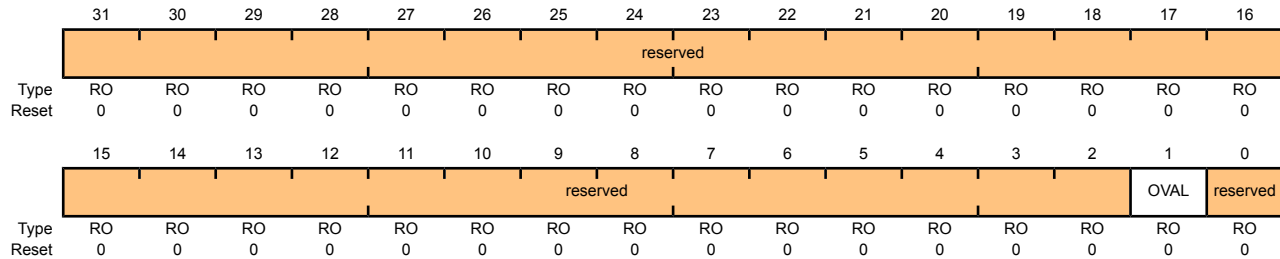 31 30 29 28 27 26 25 24 23 22 21 20 19 18 17 16
reserved
Type RO RO RO RO RO RO RO RO RO RO RO RO RO RO RO RO
Reset 0 0 0 0 0 0 0 0 0 0 0 0 0 0 0 0
15 14 13 12 11 10 9 8 7 6 5 4 3 2 1 0
reserved OVAL reserved
Type RO RO RO RO RO RO RO RO RO RO RO RO RO RO RO RO
Reset 0 0 0 0 0 0 0 0 0 0 0 0 0 0 0 0